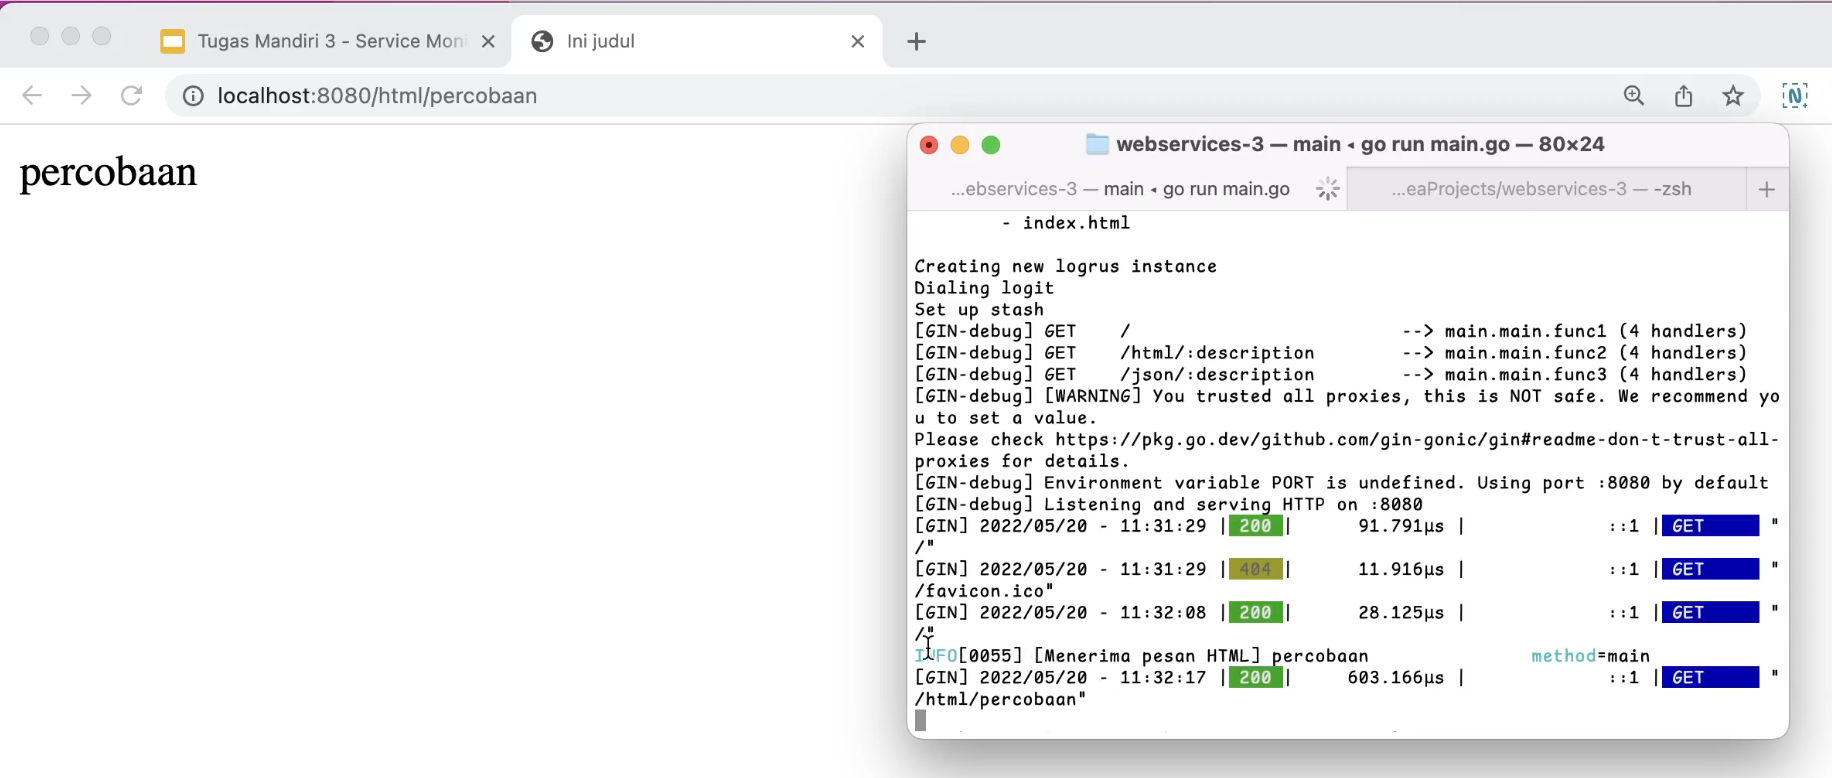 Tugas Mandiri 3 - Service Moni
Ini judul
localhost:8080/html/percobaan
percobaan
webservices-3 — main ◂ go run main.go — 80×24
...ebservices-3 — main ◂ go run main.go
...eaProjects/webservices-3 — -zsh
- index.html
Creating new logrus instance
Dialing logit
Set up stash
[GIN-debug] GET    /                         --> main.main.func1 (4 handlers)
[GIN-debug] GET    /html/:description        --> main.main.func2 (4 handlers)
[GIN-debug] GET    /json/:description        --> main.main.func3 (4 handlers)
[GIN-debug] [WARNING] You trusted all proxies, this is NOT safe. We recommend yo
u to set a value.
Please check https://pkg.go.dev/github.com/gin-gonic/gin#readme-don-t-trust-all-
proxies for details.
[GIN-debug] Environment variable PORT is undefined. Using port :8080 by default
[GIN-debug] Listening and serving HTTP on :8080
[GIN] 2022/05/20 - 11:31:29 | 200 |      91.791µs |             ::1 | GET      "
/"
[GIN] 2022/05/20 - 11:31:29 | 404 |      11.916µs |             ::1 | GET      "
/favicon.ico"
[GIN] 2022/05/20 - 11:32:08 | 200 |      28.125µs |             ::1 | GET      "
/"
INFO[0055] [Menerima pesan HTML] percobaan               method=main
[GIN] 2022/05/20 - 11:32:17 | 200 |     603.166µs |             ::1 | GET      "
/html/percobaan"